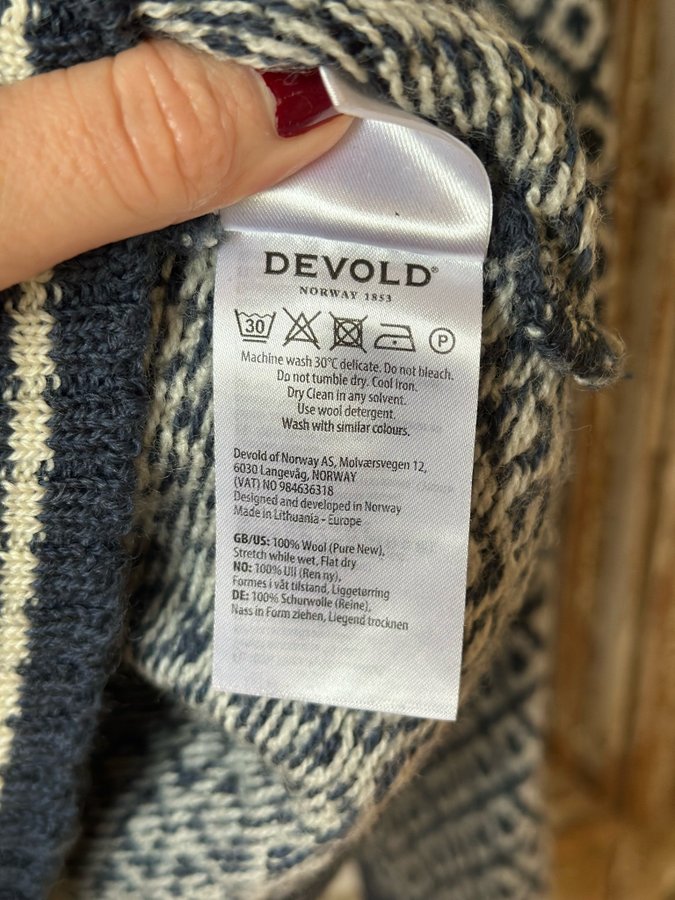 DEVOLD®
NORWAY 1853
30 P
Machine wash 30°C delicate. Do not bleach.
Do not tumble dry. Cool iron.
Dry Clean in any solvent.
Use wool detergent.
Wash with similar colours.
Devold of Norway AS, Molværsvegen 12,
6030 Langevåg, NORWAY
(VAT) NO 984636318
Designed and developed in Norway
Made in Lithuania - Europe
GB/US: 100% Wool (Pure New),
Stretch while wet, Flat dry
NO: 100% Ull (Ren ny),
Formes i våt tilstand, Liggetørring
DE: 100% Schurwolle (Reine),
Nass in Form ziehen, Liegend trocknen